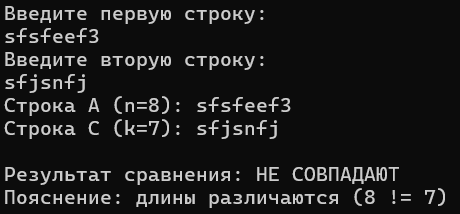 Введите первую строку:
sfsfeef3
Введите вторую строку:
sfjsnfj
Строка A (n=8): sfsfeef3
Строка C (k=7): sfjsnfj
Результат сравнения: НЕ СОВПАДАЮТ
Пояснение: длины различаются (8 != 7)